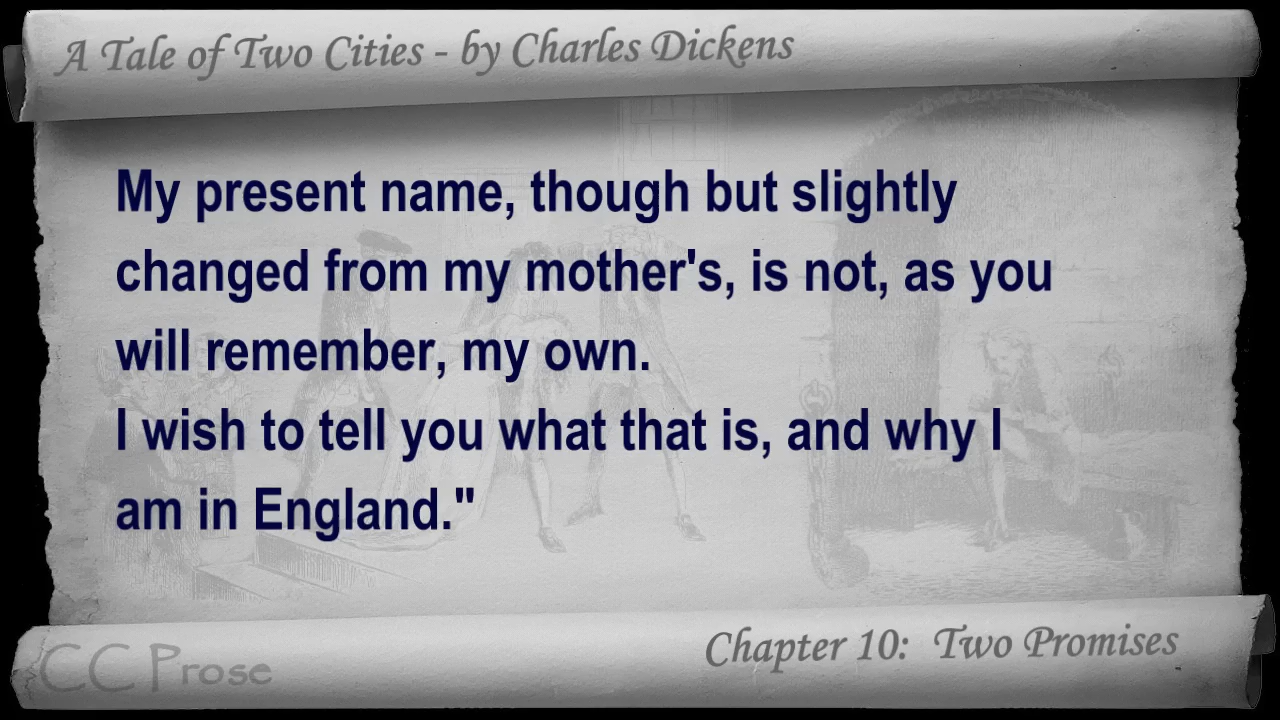 A Tale of Two Cities - by Charles Dickens
My present name, though but slightly
changed from my mother's, is not, as you
will remember, my own.
I wish to tell you what that is, and why I
am in England."
Chapter 10:  Two Promises
CC Prose